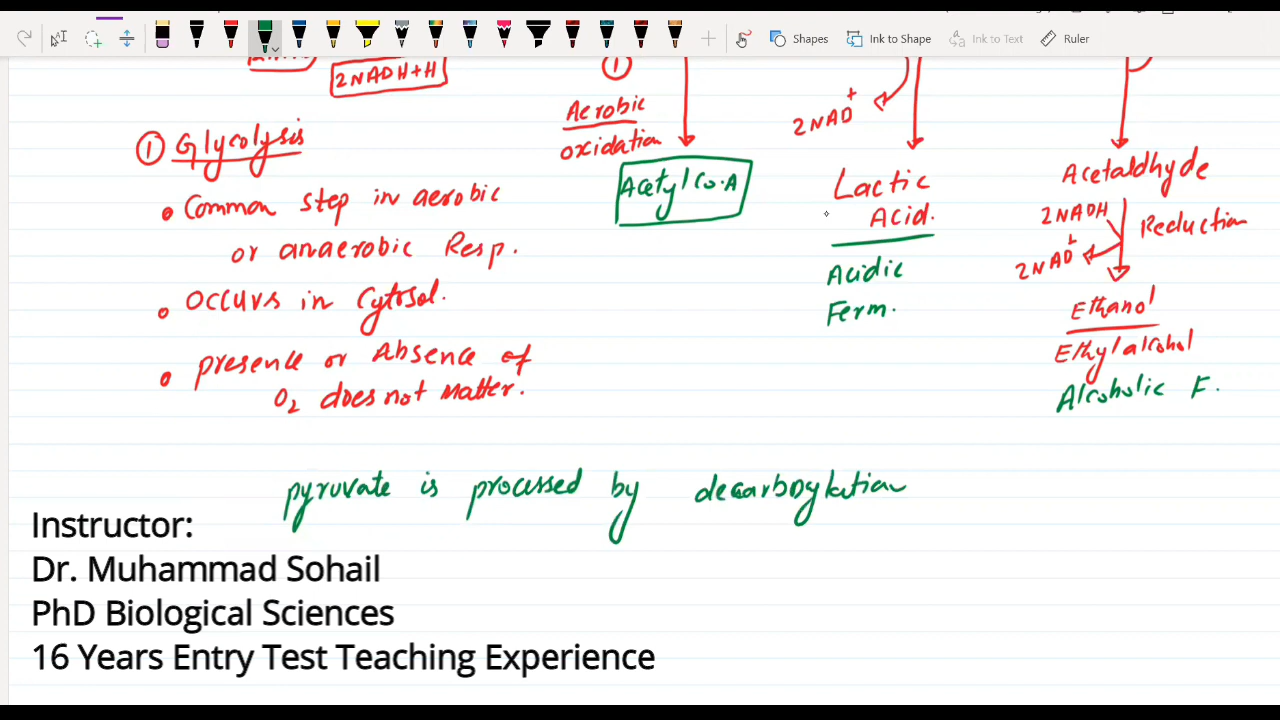 Shapes
Ink to Shape
Ink to Text
Ruler
2NADH+H
①
Aerobic
oxidation
Acetyl Co.A
2NAD+
Lactic
Acid.
Acidic
Ferm.
Acetaldhyde
2NADH
Reduction
2NAD+
Ethanol
Ethylalcohol
Alcoholic F.
① Glycolysis
• Common step in aerobic
or anaerobic Resp.
• Occurs in Cytosol.
• presence or Absence of
O2 does not Matter.
pyruvate is processed by decarboxylation
Instructor:
Dr. Muhammad Sohail
PhD Biological Sciences
16 Years Entry Test Teaching Experience